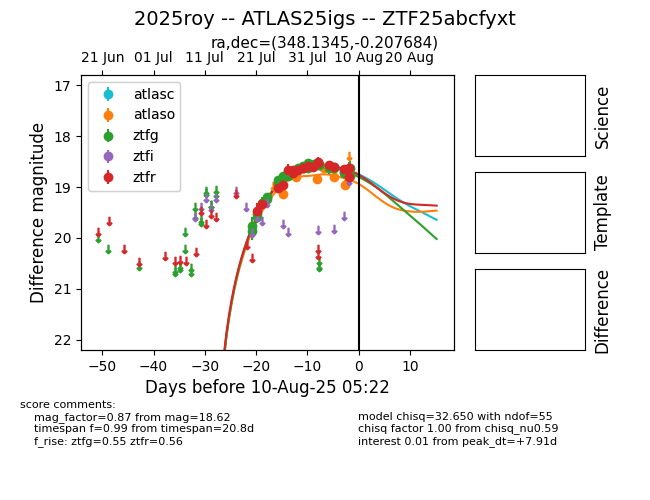 2025roy -- ATLAS25igs -- ZTF25abcfyxt
ra,dec=(348.1345,-0.207684)
21 Jun 01 Jul 11 Jul 21 Jul 31 Jul 10 Aug 20 Aug
atlasc
atlaso
ztfg
ztfi
ztfr
17
18
19
20
21
22
Difference magnitude
−50 −40 −30 −20 −10 0 10
Days before 10-Aug-25 05:22
Science
Template
Difference
score comments:
mag_factor=0.87 from mag=18.62
timespan f=0.99 from timespan=20.8d
f_rise: ztfg=0.55 ztfr=0.56
model chisq=32.650 with ndof=55
chisq factor 1.00 from chisq_nu0.59
interest 0.01 from peak_dt=+7.91d